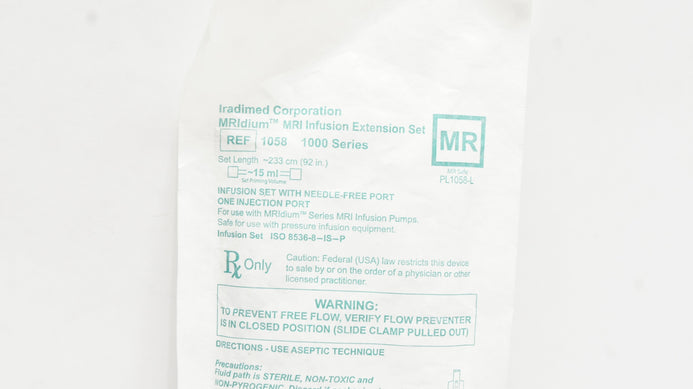 Iradimed Corporation
MRidium™ MRI Infusion Extension Set
REF 1058 1000 Series
MR
MR Safe
PL1058-L
Set Length ~233 cm (92 in.)
~15 ml
Set Priming Volume
INFUSION SET WITH NEEDLE-FREE PORT
ONE INJECTION PORT
For use with MRidium™ Series MRI Infusion Pumps.
Safe for use with pressure infusion equipment.
Infusion Set ISO 8536-8-IS-P
Rx Only
Caution: Federal (USA) law restricts this device
to sale by or on the order of a physician or other
licensed practitioner.
WARNING:
TO PREVENT FREE FLOW, VERIFY FLOW PREVENTER
IS IN CLOSED POSITION (SLIDE CLAMP PULLED OUT)
DIRECTIONS - USE ASEPTIC TECHNIQUE
Precautions:
Fluid path is STERILE, NON-TOXIC and
NON-PYROGENIC.